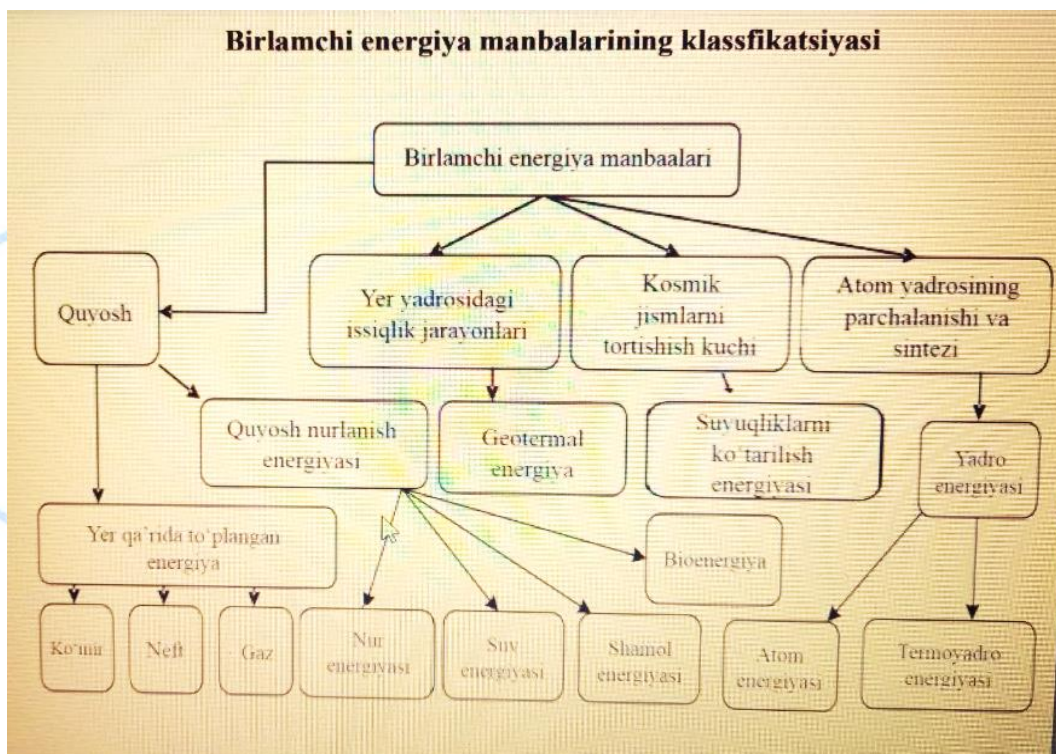 Birlamchi energiya manbalarining klassfikatsiyasi
Birlamchi energiya manbaalari
Quyosh
Yer yadrosidagi
issiqlik jarayonlari
Kosmik
jismlarni
tortishish kuchi
Atom yadrosining
parchalanishi va
sintezi
Quyosh nurlanish
energiyasi
Geotermal
energiya
Suyuqliklarni
ko‘tarilish
energiyasi
Yadro
energiyasi
Yer qa’rida to‘plangan
energiya
Bioenergiya
Ko‘mir
Neft
Gaz
Nur
energiyasi
Suv
energiyasi
Shamol
energiyasi
Atom
energiyasi
Termoyadro
energiyasi